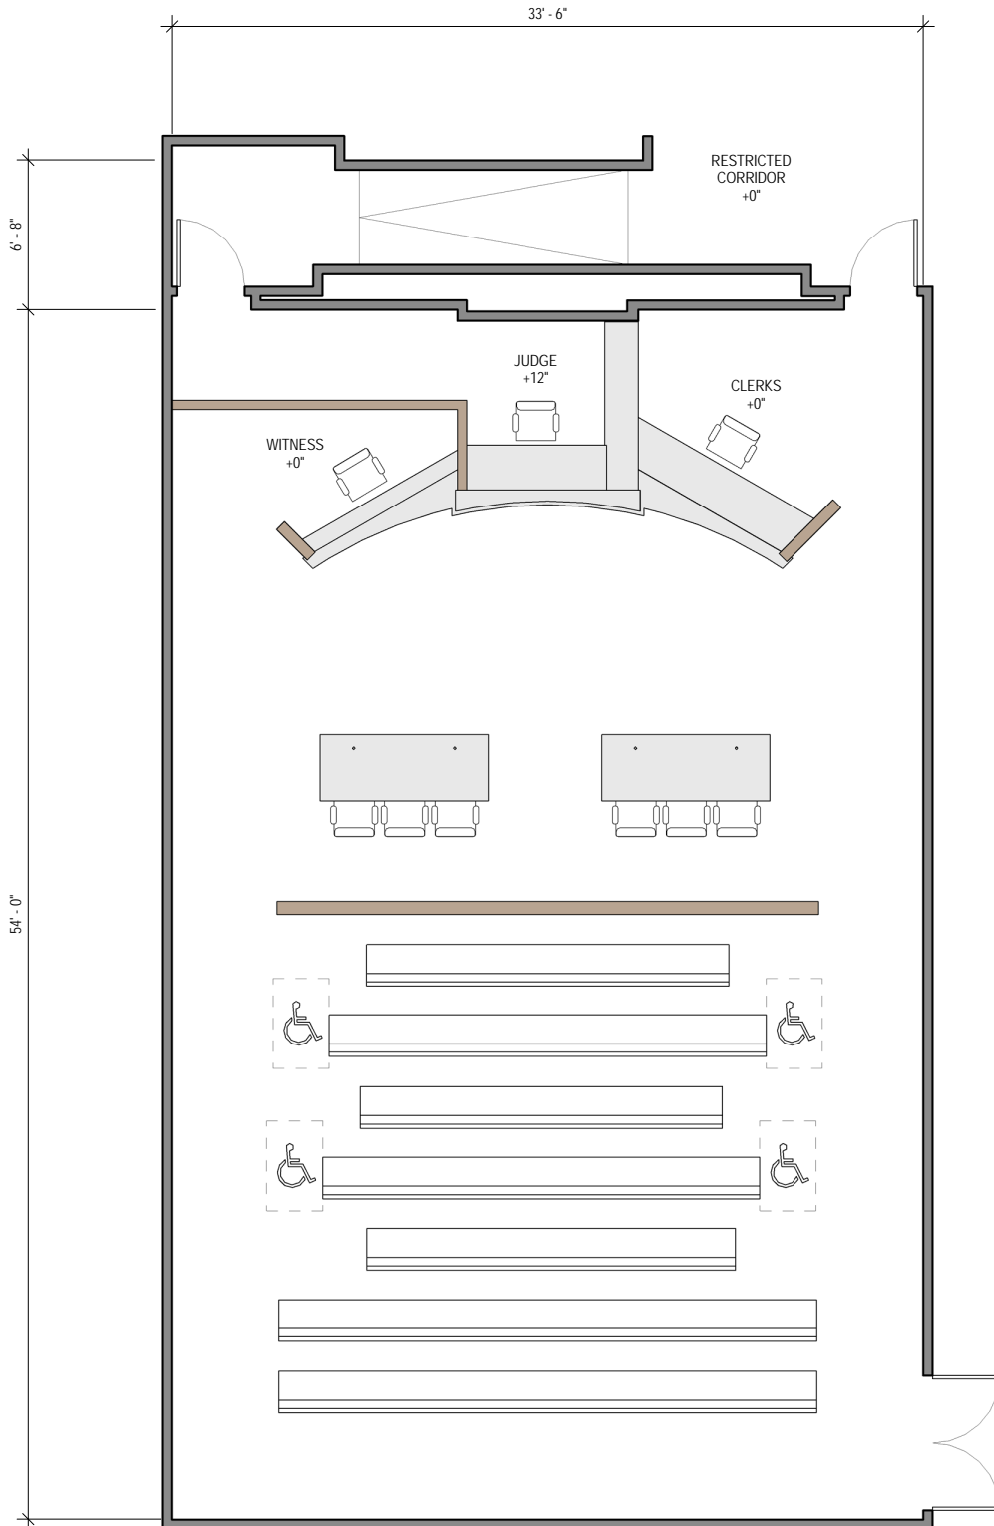 33' - 6"
RESTRICTED
CORRIDOR
+0"
6' - 8"
JUDGE
+12"
CLERKS
+0"
WITNESS
+0"
54' - 0"